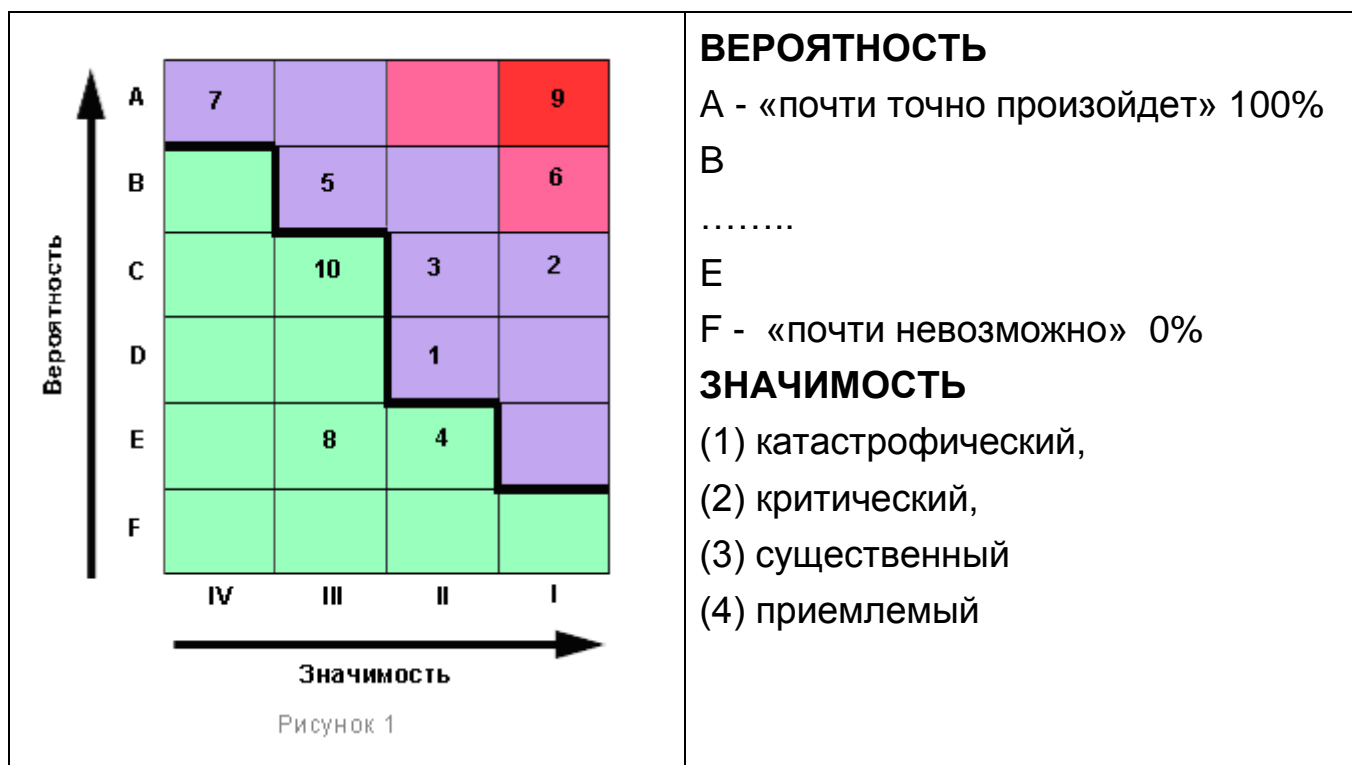 A 7 9
B 5 6
C 10 3 2
D 1
E 8 4
F
IV III II I
Вероятность
Значимость
Рисунок 1
ВЕРОЯТНОСТЬ
A - «почти точно произойдет» 100%
B
……..
E
F - «почти невозможно» 0%
ЗНАЧИМОСТЬ
(1) катастрофический,
(2) критический,
(3) существенный
(4) приемлемый